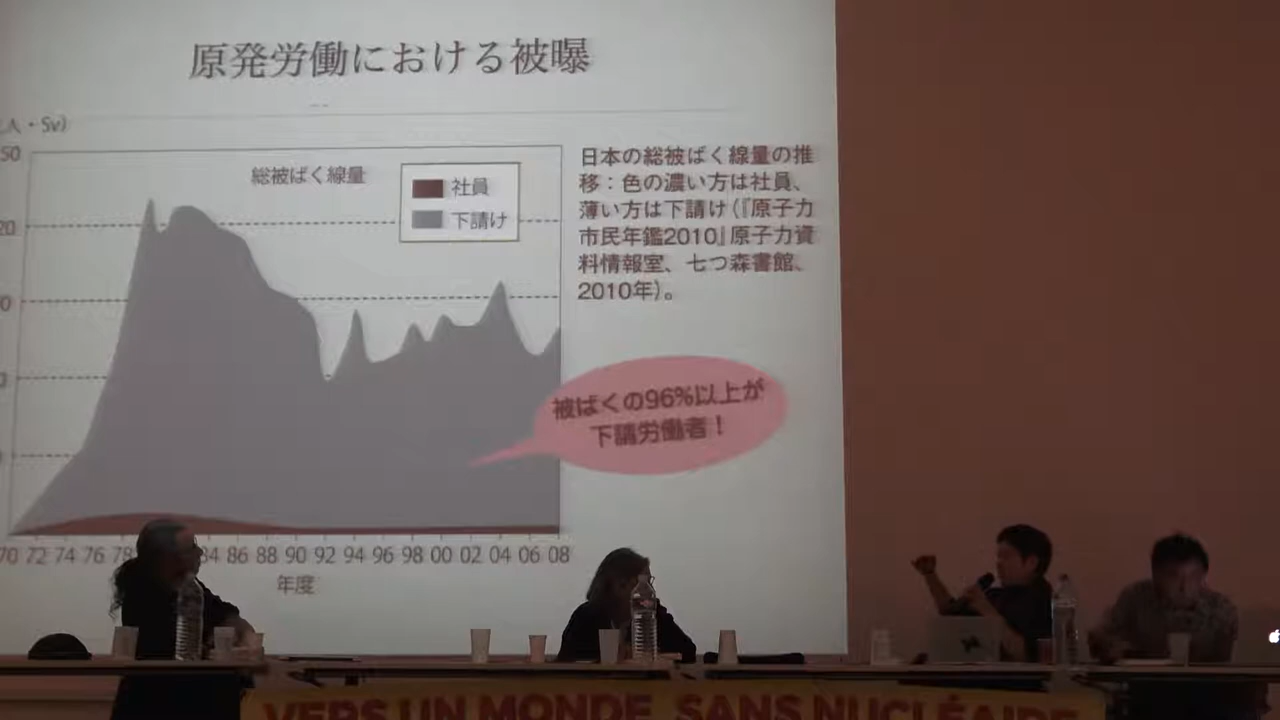 原発労働における被曝
人・Sv)
50
総被ばく線量
社員
20
下請け
0
0
日本の総被ばく線量の推
移：色の濃い方は社員、
薄い方は下請け（『原子力
市民年鑑2010』原子力資
料情報室、七つ森書館、
2010年）。
被ばくの96%以上が
下請労働者！
70 72 74 76 78 84 86 88 90 92 94 96 98 00 02 04 06 08
年度
VERS UN MONDE SANS NUCLÉAIRE